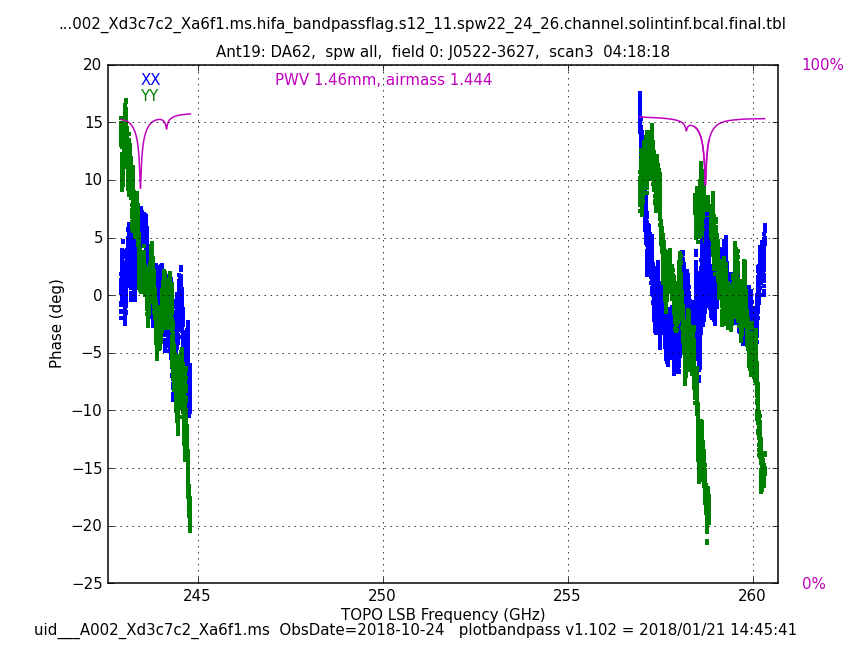 ...002_Xd3c7c2_Xa6f1.ms.hifa_bandpassflag.s12_11.spw22_24_26.channel.solintinf.bcal.final.tbl
Ant19: DA62,  spw all,  field 0: J0522-3627,  scan3  04:18:18
20 100%
XX PWV 1.46mm, airmass 1.444
YY
15
10
5
0
Phase (deg)
−5
−10
−15
−20
−25 0%
245 250 255 260
TOPO LSB Frequency (GHz)
uid___A002_Xd3c7c2_Xa6f1.ms  ObsDate=2018-10-24   plotbandpass v1.102 = 2018/01/21 14:45:41